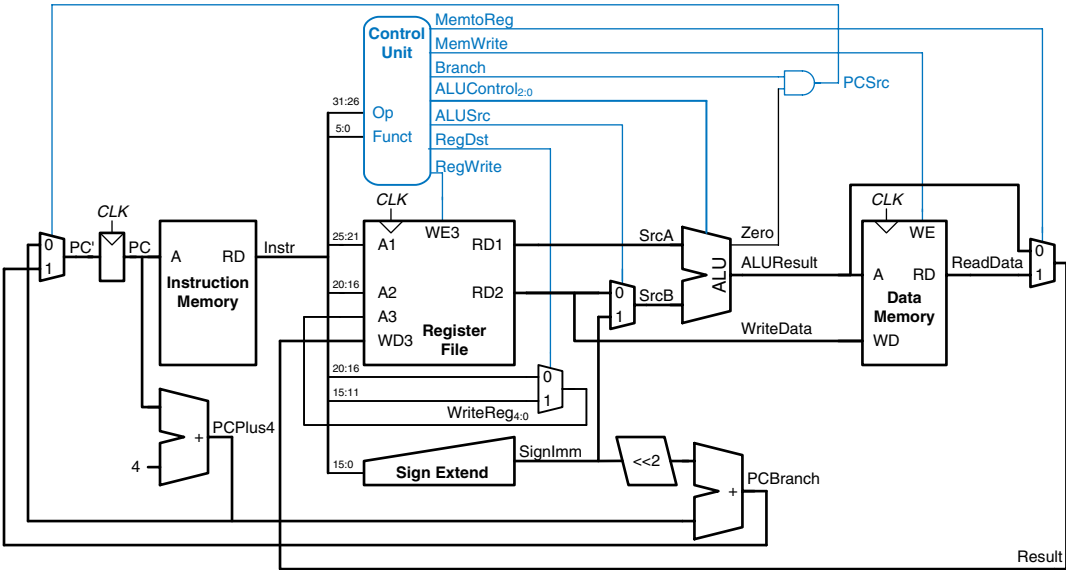 MemtoReg
Control
Unit
MemWrite
Branch
ALUControl2:0
PCSrc
31:26
Op
ALUSrc
5:0
Funct
RegDst
RegWrite
CLK
CLK
CLK
0
1
PC'
PC
A
RD
Instruction
Memory
Instr
25:21
A1
WE3
RD1
SrcA
Zero
WE
20:16
A2
RD2
0
1
SrcB
ALU
ALUResult
A
RD
ReadData
0
1
A3
Data
Memory
WD3
Register
File
WriteData
WD
20:16
0
15:11
1
WriteReg4:0
PCPlus4
+
4
15:0
Sign Extend
SignImm
<<2
+
PCBranch
Result